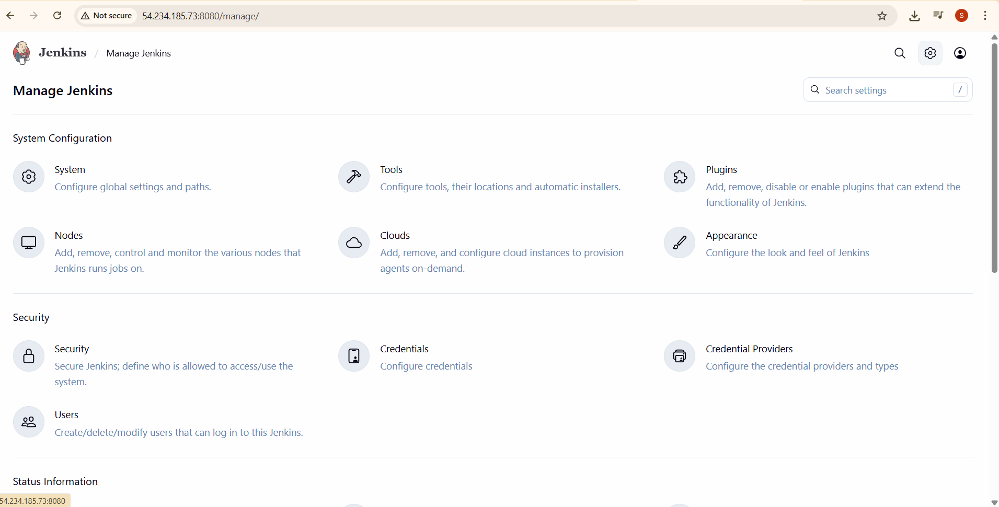 Not secure 54.234.185.73:8080/manage/
S
Jenkins / Manage Jenkins
Manage Jenkins
Search settings /
System Configuration
System
Configure global settings and paths.
Tools
Configure tools, their locations and automatic installers.
Plugins
Add, remove, disable or enable plugins that can extend the
functionality of Jenkins.
Nodes
Add, remove, control and monitor the various nodes that
Jenkins runs jobs on.
Clouds
Add, remove, and configure cloud instances to provision
agents on-demand.
Appearance
Configure the look and feel of Jenkins
Security
Security
Secure Jenkins; define who is allowed to access/use the
system.
Credentials
Configure credentials
Credential Providers
Configure the credential providers and types
Users
Create/delete/modify users that can log in to this Jenkins.
Status Information
54.234.185.73:8080